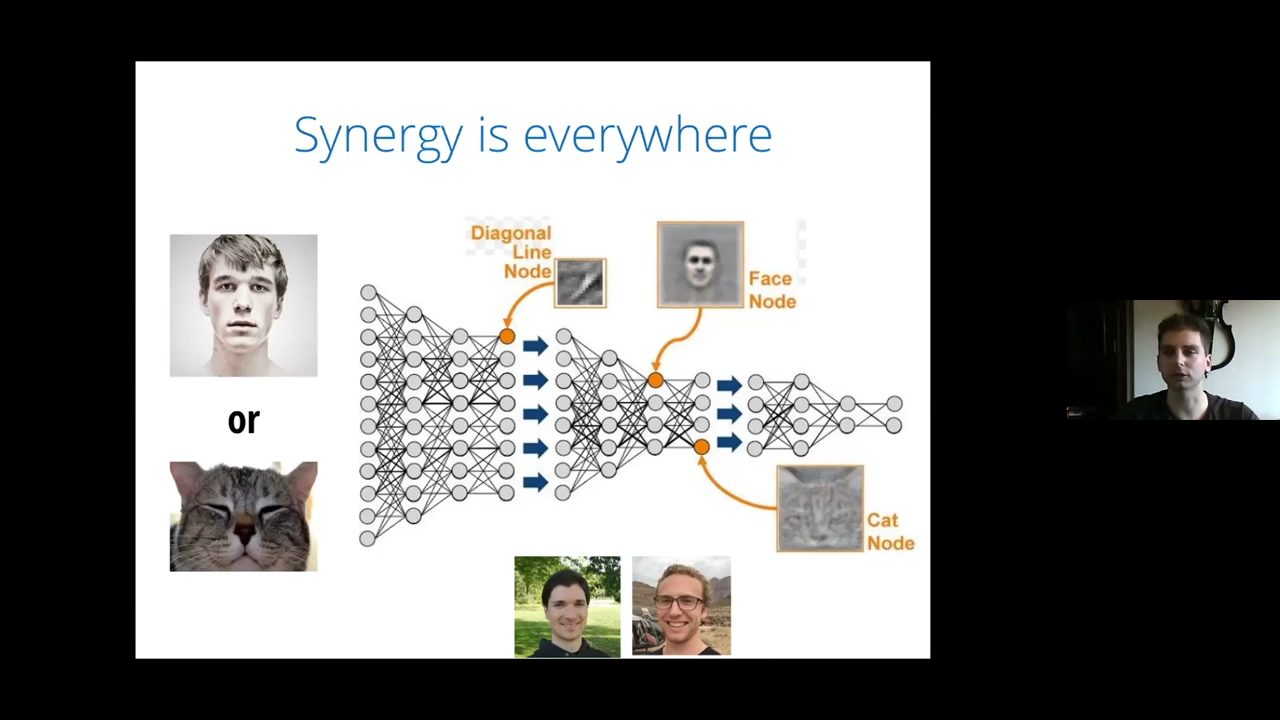 Synergy is everywhere
Diagonal
Line
Node
Face
Node
or
Cat
Node